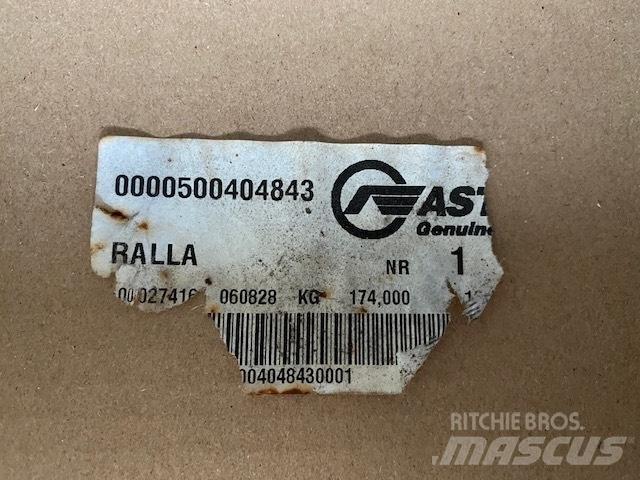 0000500404843
AST
Genuine
RALLA
NR 1
060828 KG 174,000
004048430001
RITCHIE BROS.
MASCUS